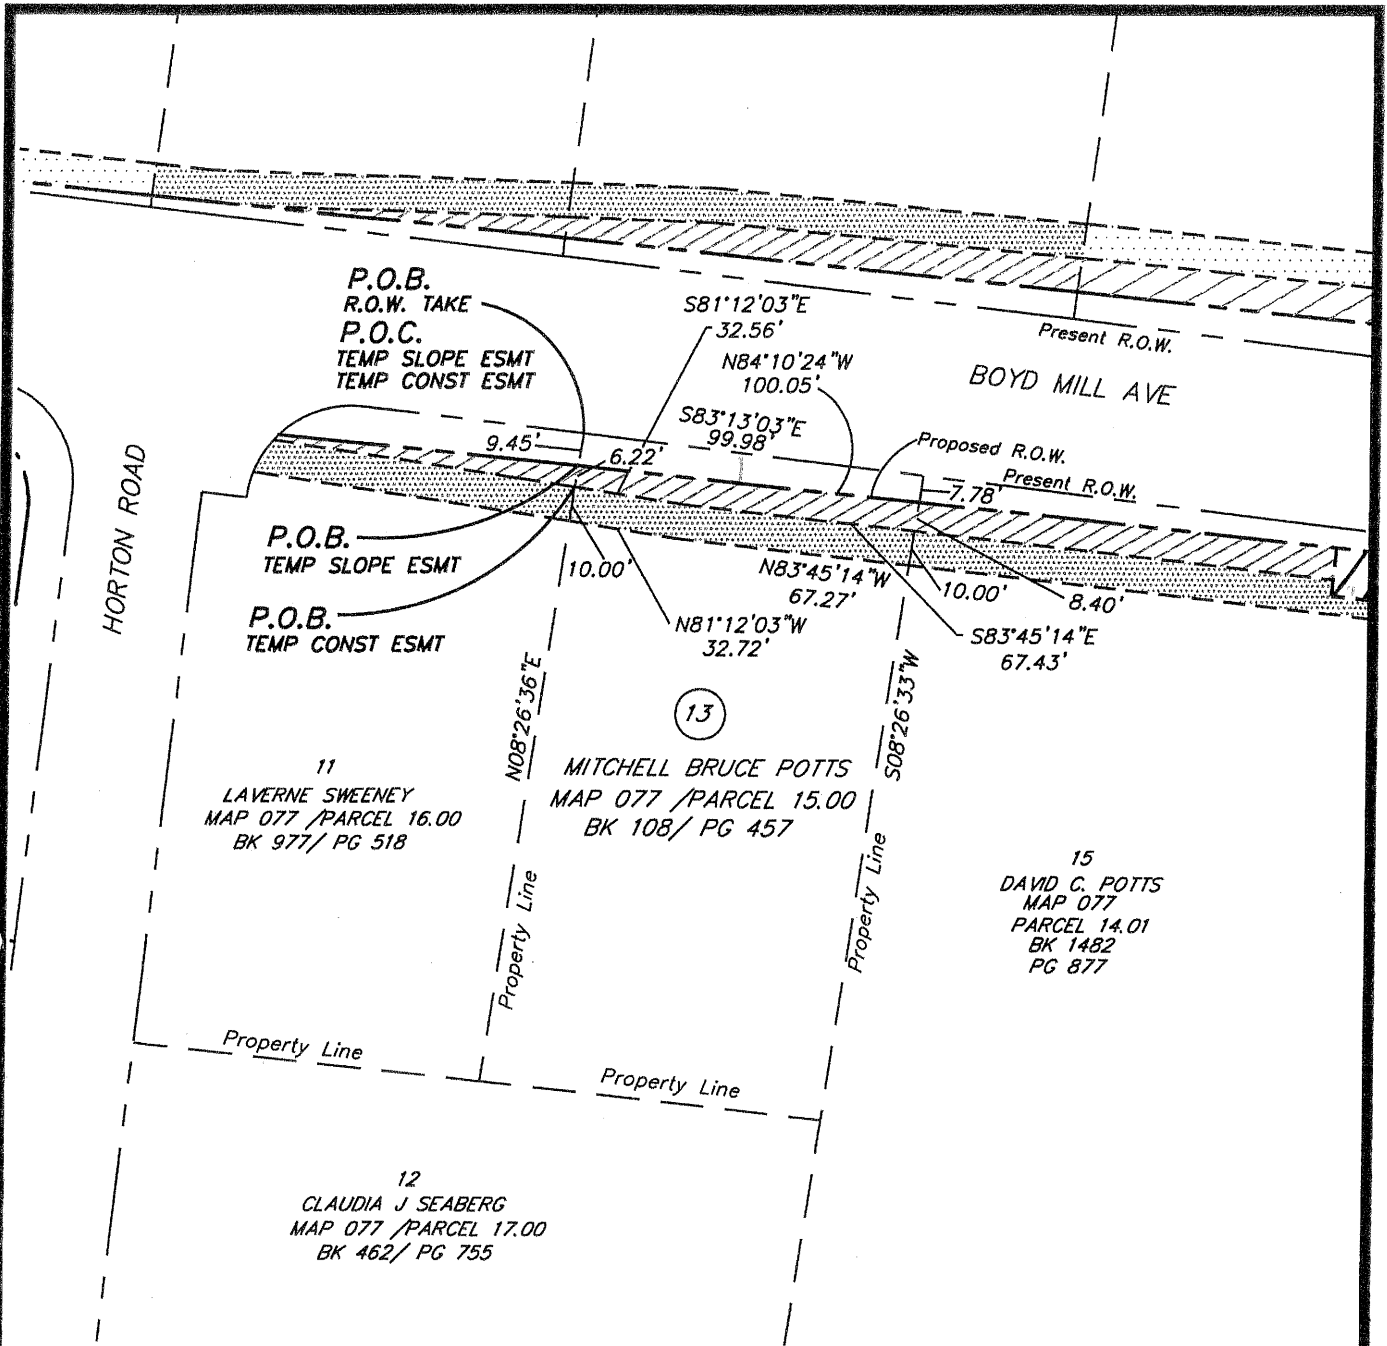 P.O.B.
R.O.W. TAKE
P.O.C.
TEMP SLOPE ESMT
TEMP CONST ESMT
S81°12'03"E
32.56'
N84°10'24"W
100.05'
S83°13'03"E
99.98'
Present R.O.W.
BOYD MILL AVE
9.45'
6.22'
Proposed R.O.W.
Present R.O.W.
7.78'
HORTON ROAD
P.O.B.
TEMP SLOPE ESMT
10.00'
N83°45'14"W
67.27'
10.00'
8.40'
P.O.B.
TEMP CONST ESMT
N81°12'03"W
32.72'
S83°45'14"E
67.43'
N08°26'36"E
S08°26'33"W
13
MITCHELL BRUCE POTTS
MAP 077 /PARCEL 15.00
BK 108/ PG 457
11
LAVERNE SWEENEY
MAP 077 /PARCEL 16.00
BK 977/ PG 518
Property Line
Property Line
15
DAVID C. POTTS
MAP 077
PARCEL 14.01
BK 1482
PG 877
Property Line
Property Line
12
CLAUDIA J SEABERG
MAP 077 /PARCEL 17.00
BK 462/ PG 755